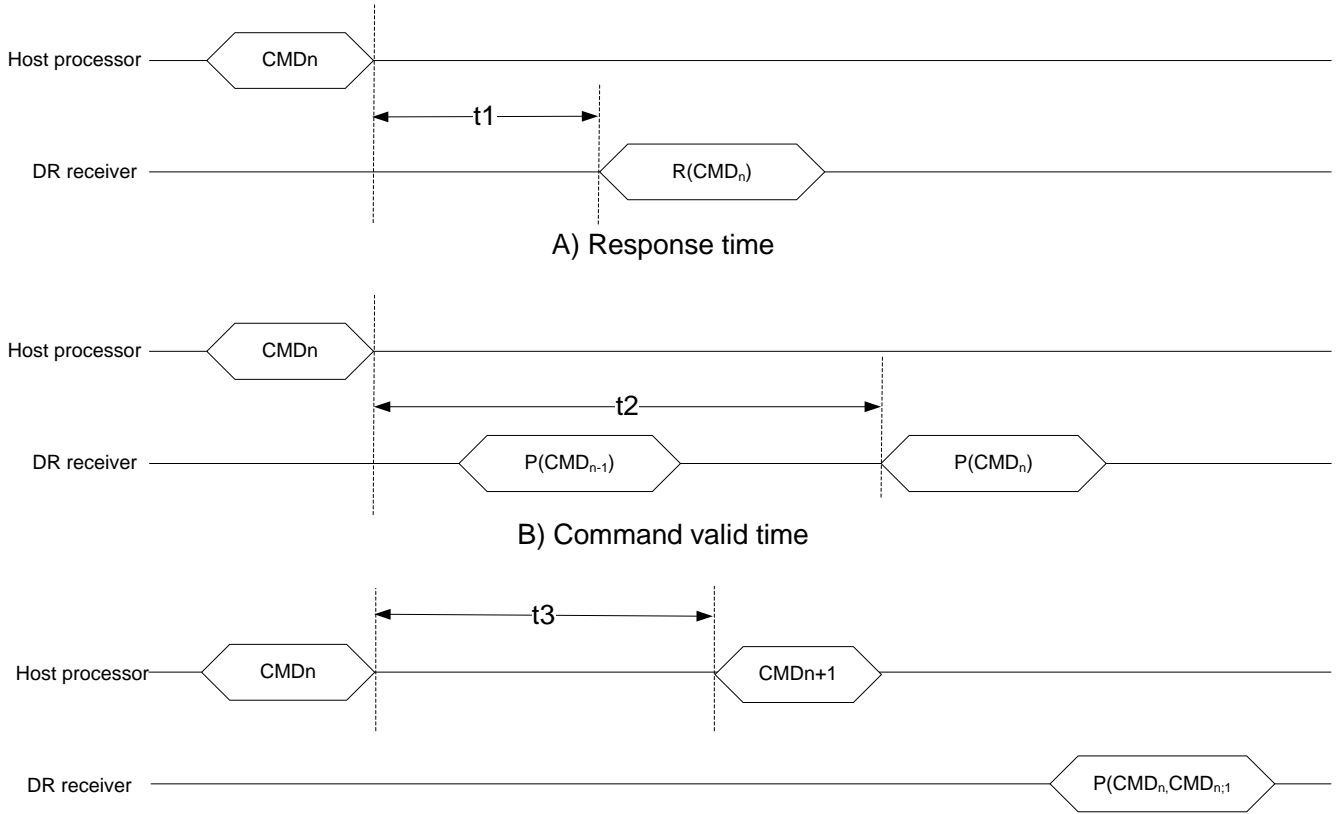 Host processor CMDn
t1
DR receiver R(CMDn)
A) Response time
Host processor CMDn
t2
DR receiver P(CMDn-1) P(CMDn)
B) Command valid time
t3
Host processor CMDn CMDn+1
DR receiver P(CMDn,CMDn;1